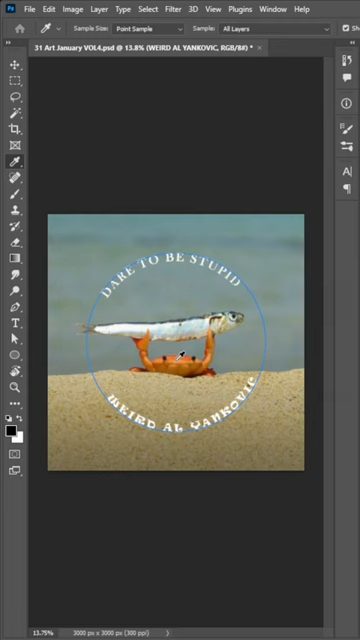 Ps File Edit Image Layer Type Select Filter 3D View Plugins Window Help
Sample Size: Point Sample Sample: All Layers
31 Art January VOL4.psd @ 13.8% (WEIRD AL YANKOVIC, RGB/8#) * ×
DARE TO BE STUPID
WEIRD AL YANKOVIC
13.75% 3000 px x 3000 px (300 ppi)